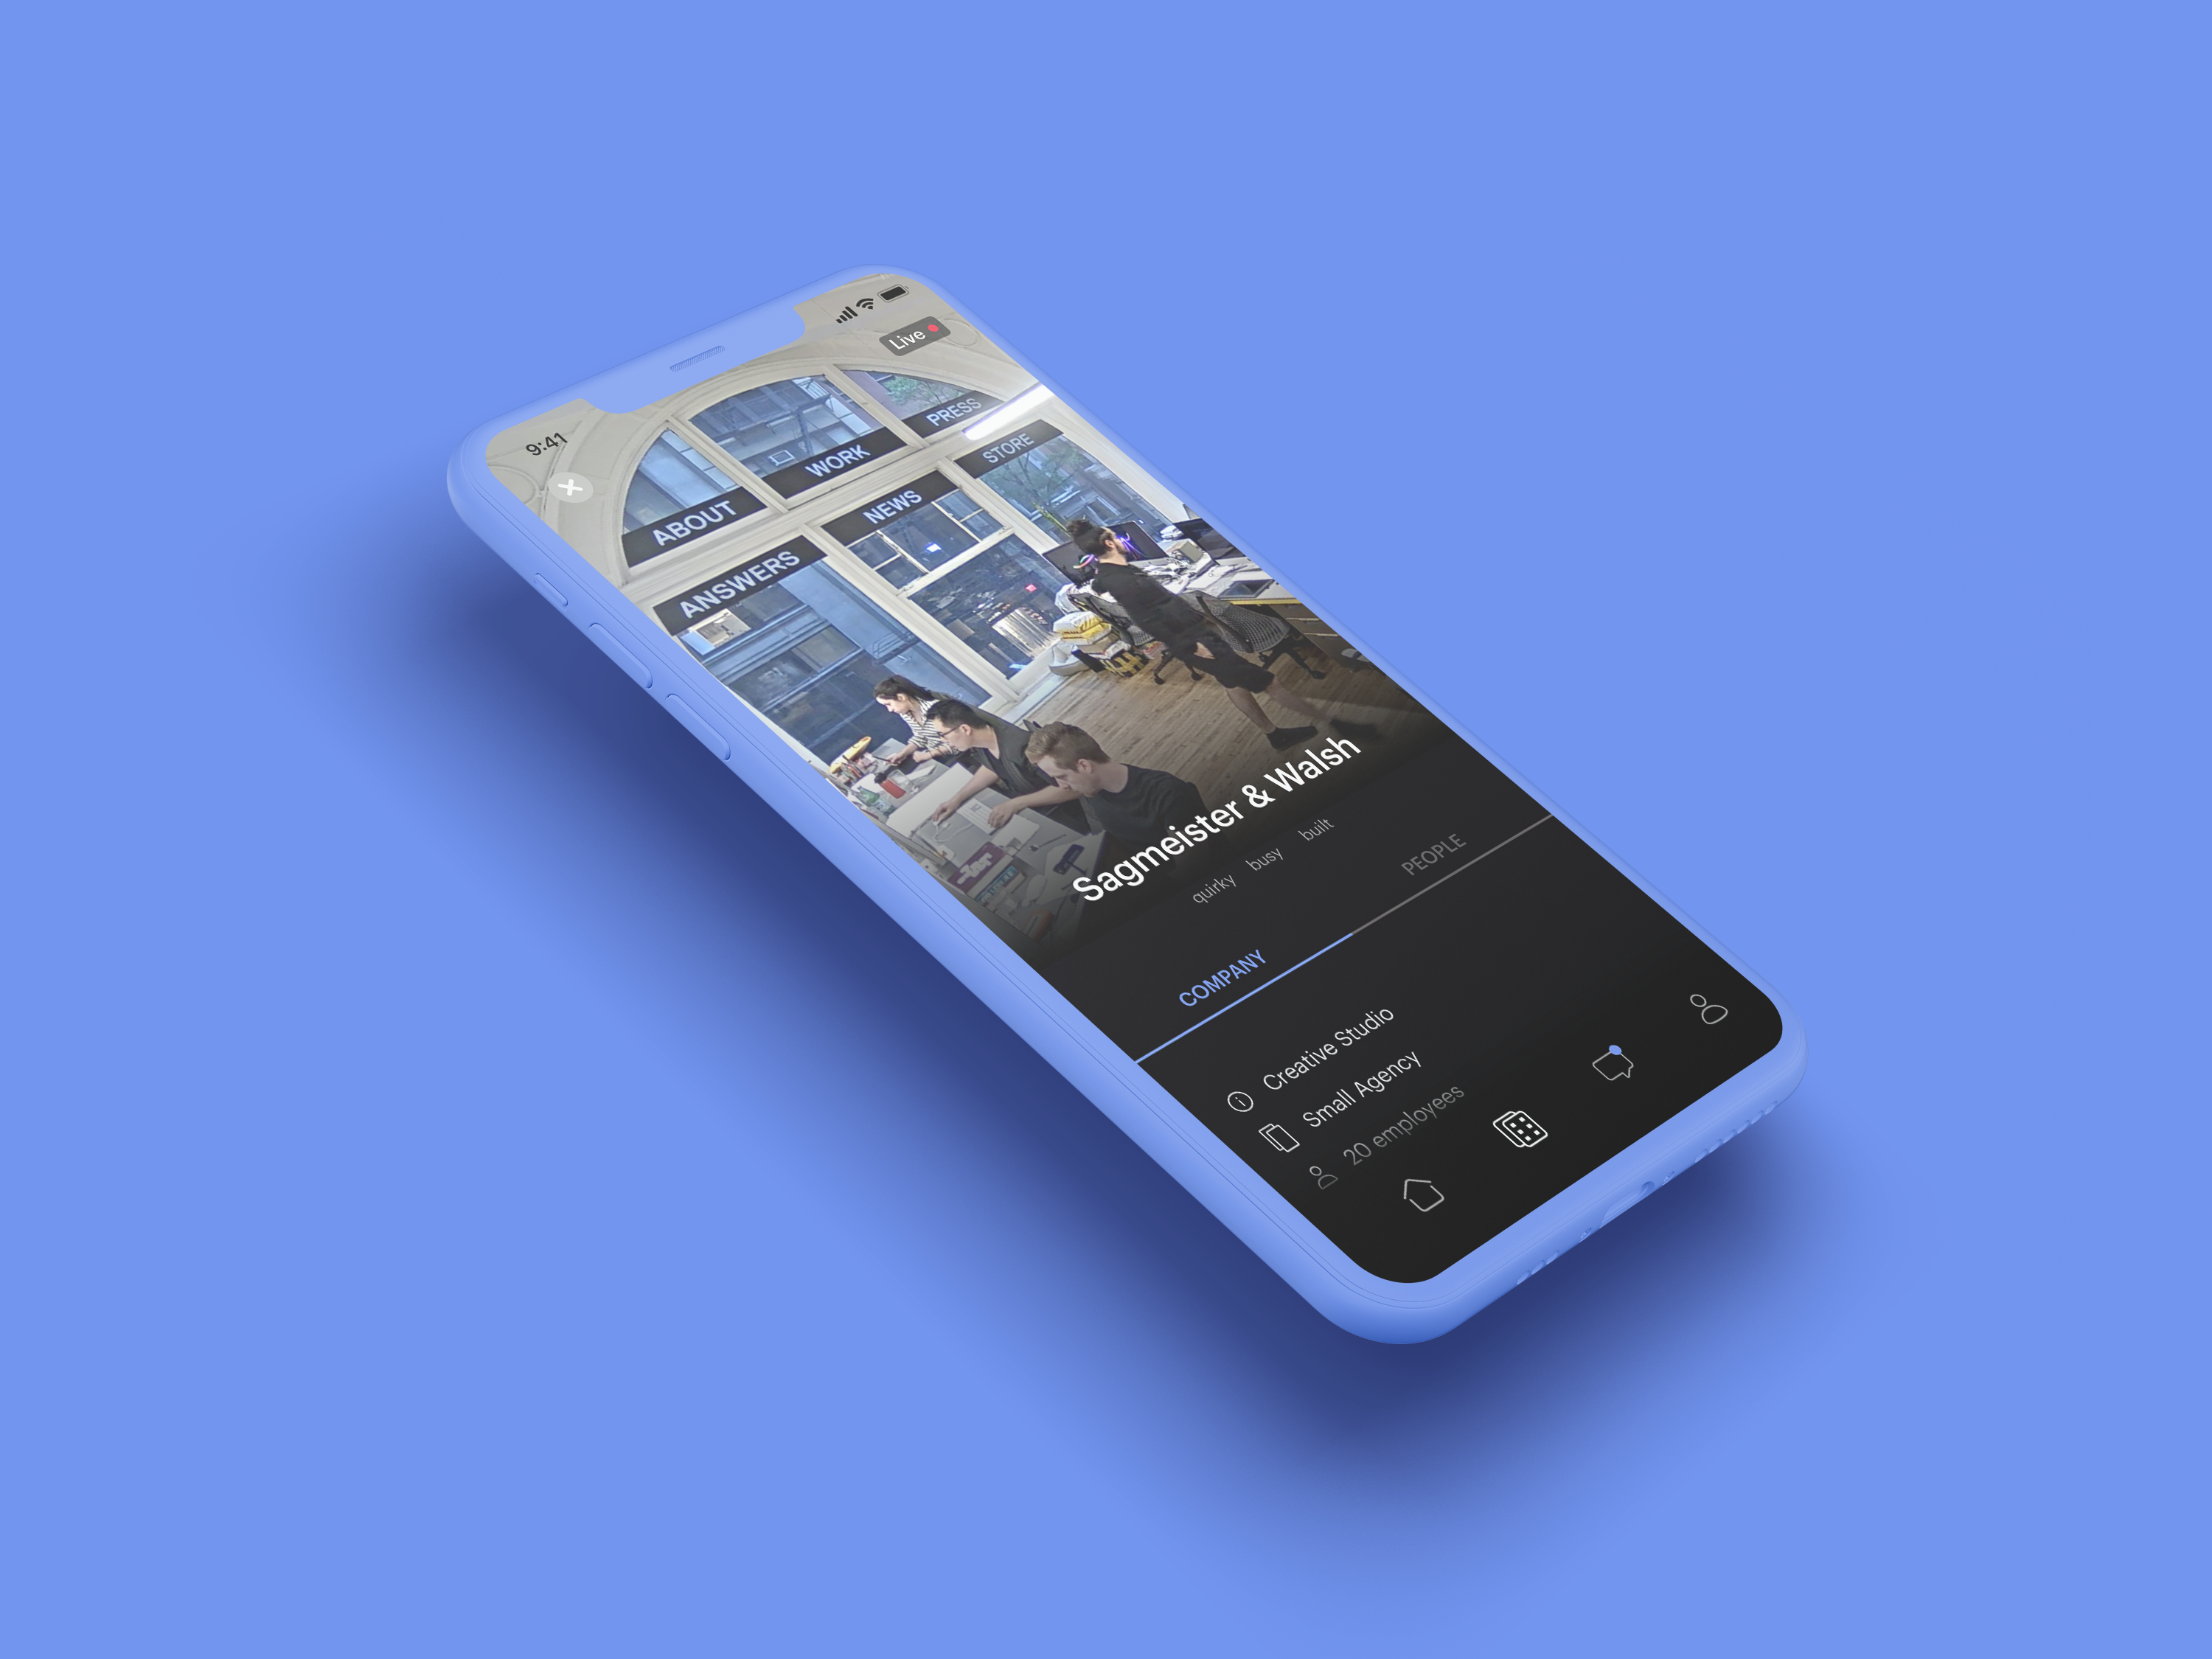 9:41
Live
PRESS
WORK
ABOUT
STORE
NEWS
ANSWERS
Sagmeister & Walsh
quirky busy built
COMPANY PEOPLE
Creative Studio
Small Agency
20 employees